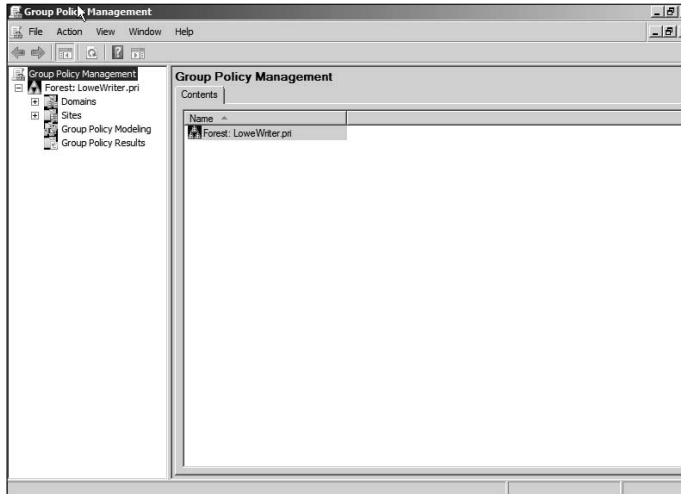 Group Policy Management
File Action View Window Help
Group Policy Management
Forest: LoweWriter.pri
Domains
Sites
Group Policy Modeling
Group Policy Results
Group Policy Management
Contents
Name
Forest: LoweWriter.pri